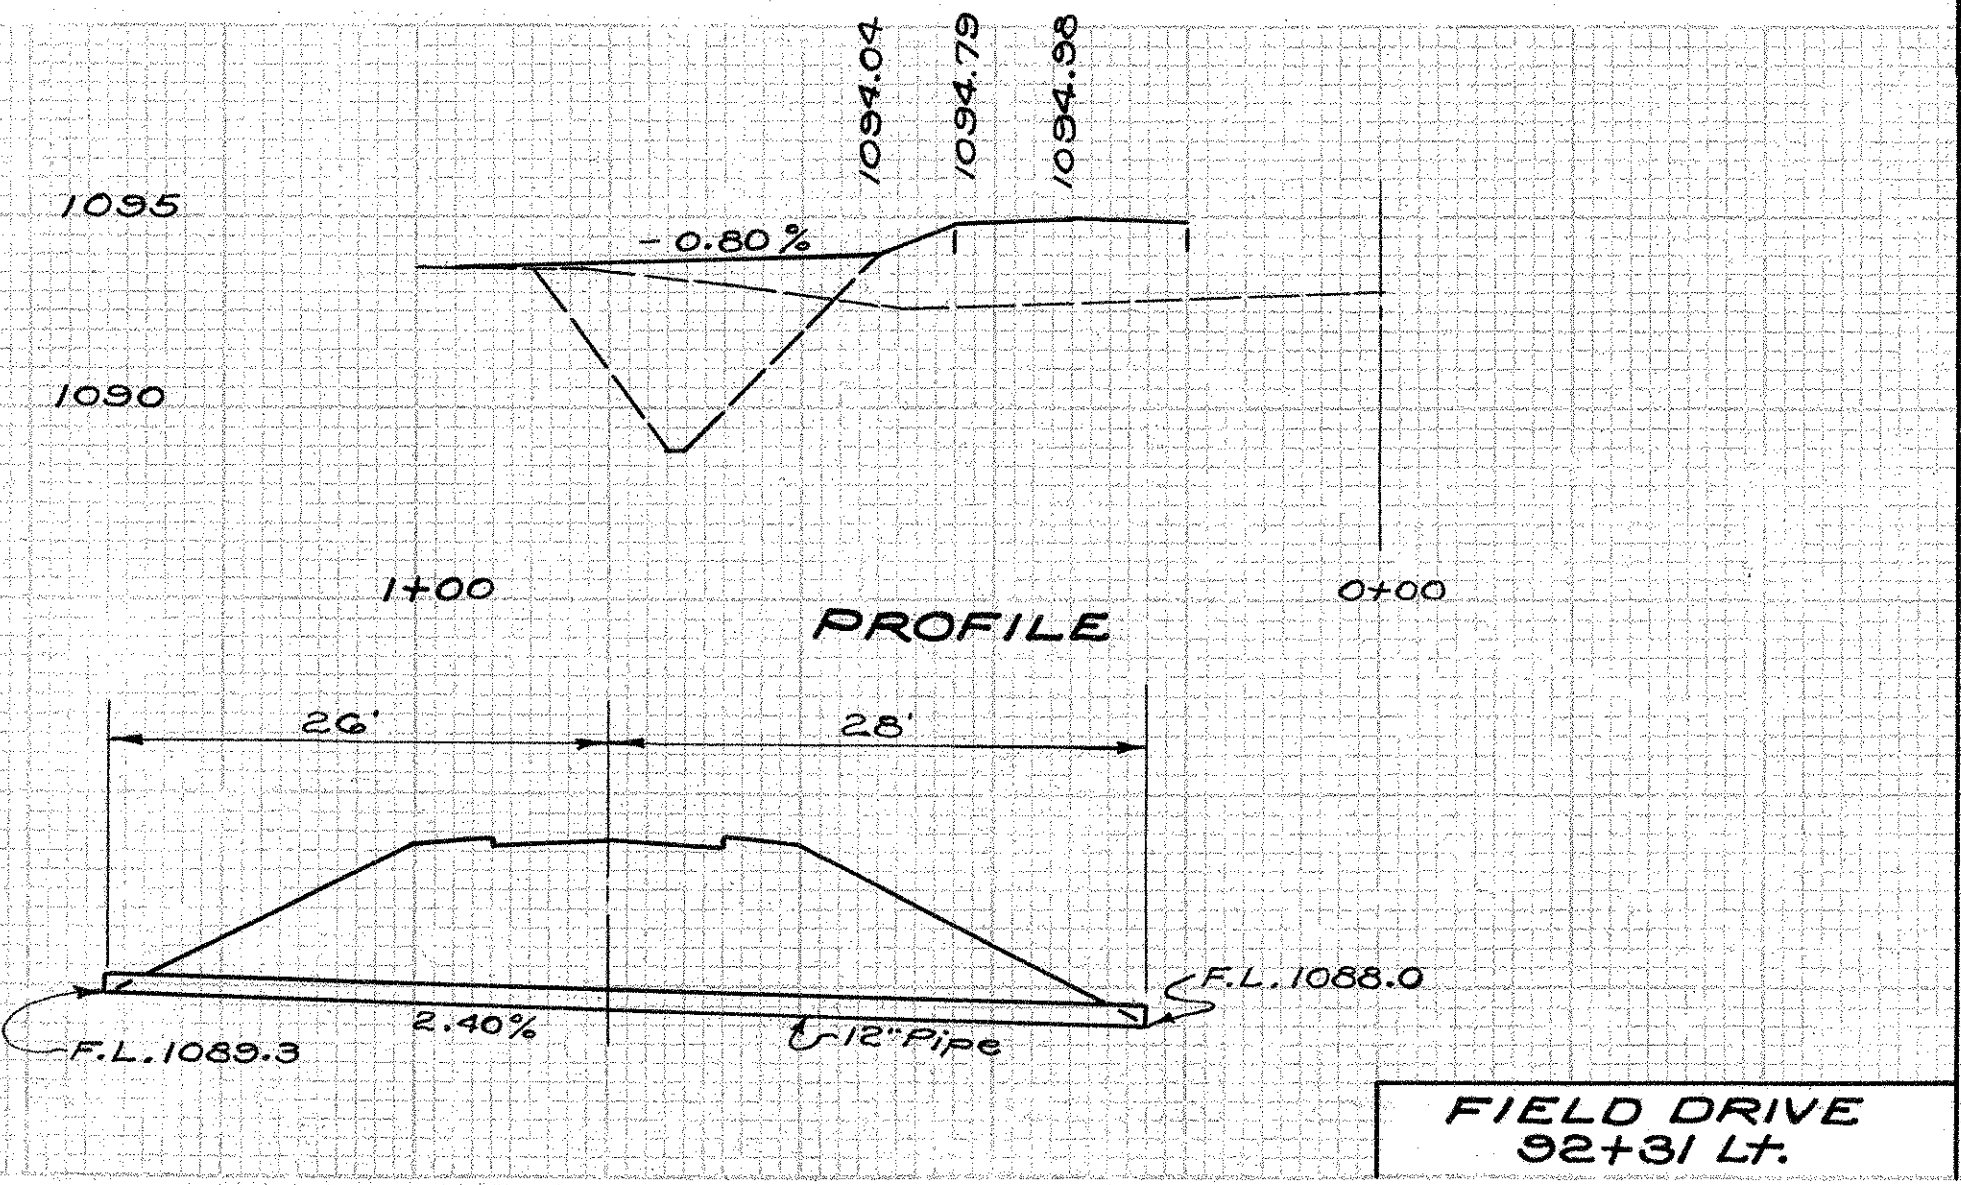 1094.04
1094.79
1094.98
1095
- 0.80 %
1090
1+00
0+00
PROFILE
26'
28'
F.L. 1088.0
2.40%
12" Pipe
F.L. 1089.3
FIELD DRIVE
92+31 Lt.